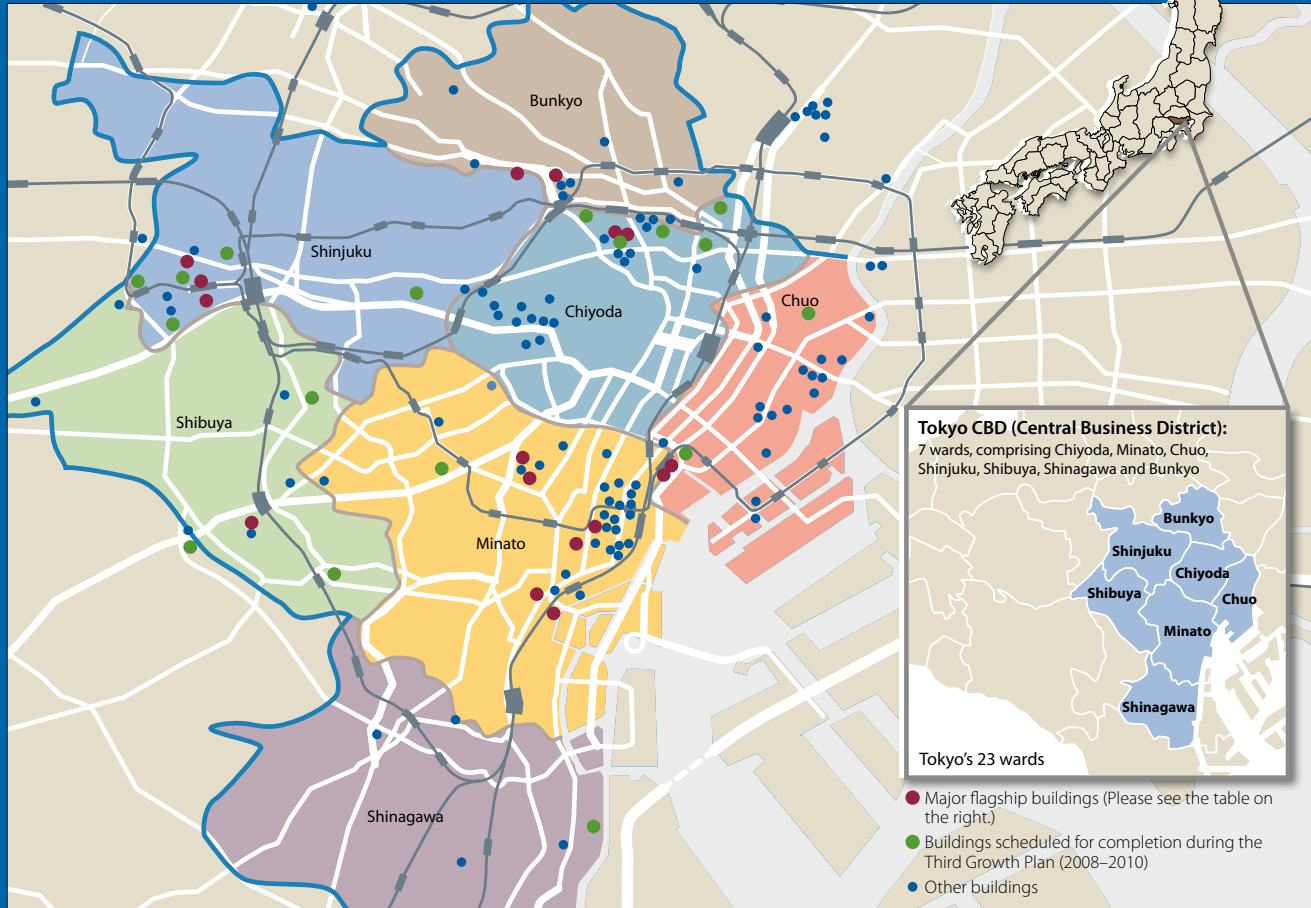 Bunkyo
Shinjuku
Chiyoda
Chuo
Shibuya
Minato
Shinagawa
Tokyo CBD (Central Business District):
7 wards, comprising Chiyoda, Minato, Chuo,
Shinjuku, Shibuya, Shinagawa and Bunkyo
Bunkyo
Shinjuku
Chiyoda
Shibuya
Chuo
Minato
Shinagawa
Tokyo's 23 wards
Major flagship buildings (Please see the table on
the right.)
Buildings scheduled for completion during the
Third Growth Plan (2008–2010)
Other buildings